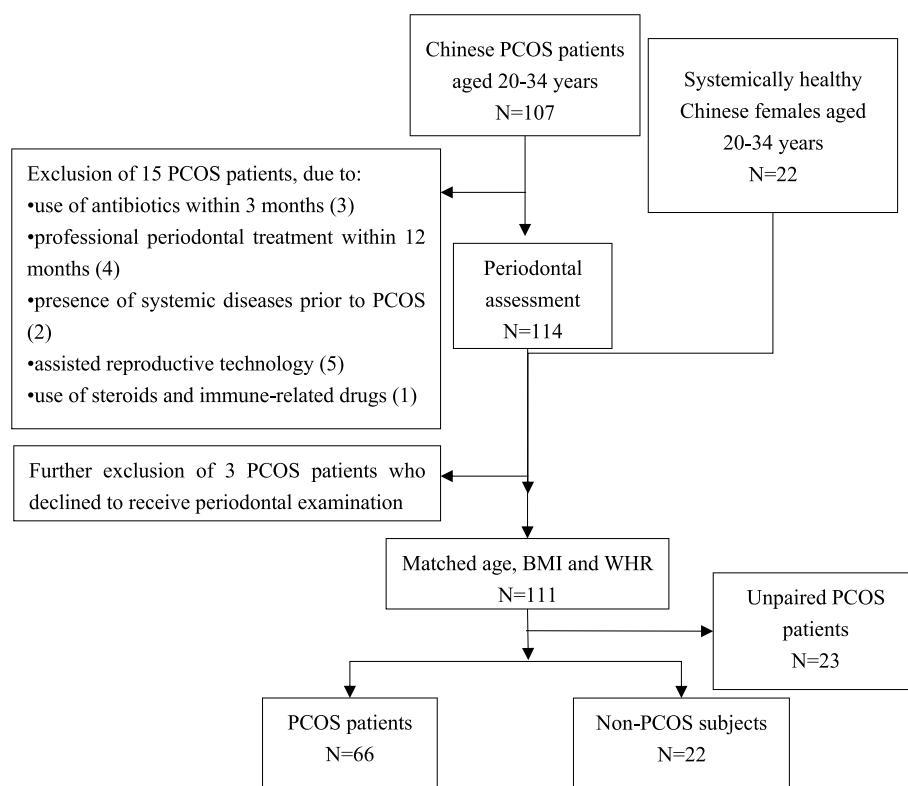 Chinese PCOS patients
aged 20-34 years
N=107
Systemically healthy
Chinese females aged
20-34 years
N=22
Exclusion of 15 PCOS patients, due to:
•use of antibiotics within 3 months (3)
•professional periodontal treatment within 12
months (4)
•presence of systemic diseases prior to PCOS
(2)
•assisted reproductive technology (5)
•use of steroids and immune-related drugs (1)
Periodontal
assessment
N=114
Further exclusion of 3 PCOS patients who
declined to receive periodontal examination
Matched age, BMI and WHR
N=111
Unpaired PCOS
patients
N=23
PCOS patients
N=66
Non-PCOS subjects
N=22